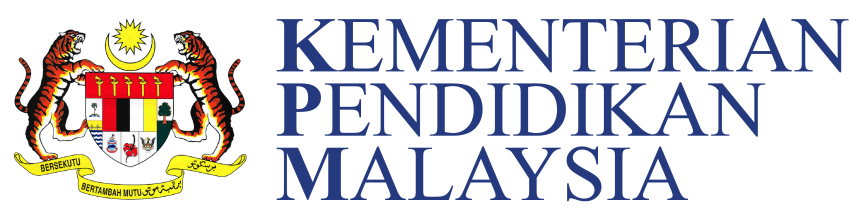 KEMENTERIAN
PENDIDIKAN
MALAYSIA
BERSEKUTU
BERTAMBAH MUTU